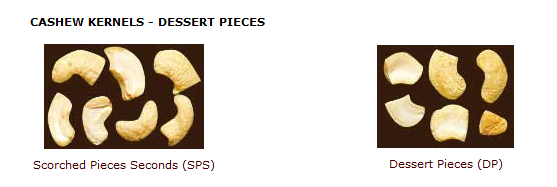 CASHEW KERNELS - DESSERT PIECES
Scorched Pieces Seconds (SPS)
Dessert Pieces (DP)